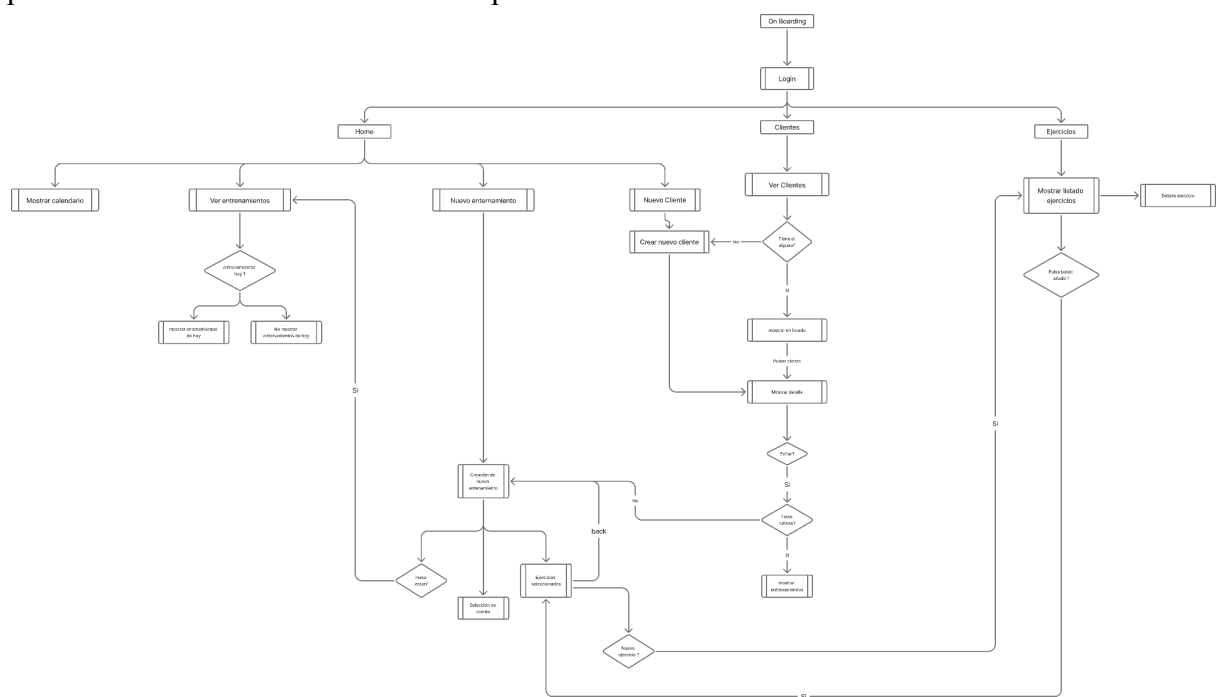 On Boarding
Login
Home
Clientes
Ejercicios
Mostrar calendario
Ver entrenamientos
Nuevo enternamiento
Nuevo Cliente
Ver Clientes
Mostrar listado
ejercicios
Detalle ejercicio
Crear nuevo cliente
No
Tiene
alguno?
entrenamientos
hoy ?
Pulsa botón
añadir ?
Si
mostrar entrenamientos
de hoy
No mostrar
entrenamientos de hoy
mostrar en listado
Pulsar cliente
Si
Mostrar detalle
Si
Si
Creación de
nuevo
entrenamiento
No
Tiene
back
Si
Pulsa
Ejercicios
seleccionados
mostrar
entrenamientos
Selección de
cliente
Nuevo
ejercicio ?
Si